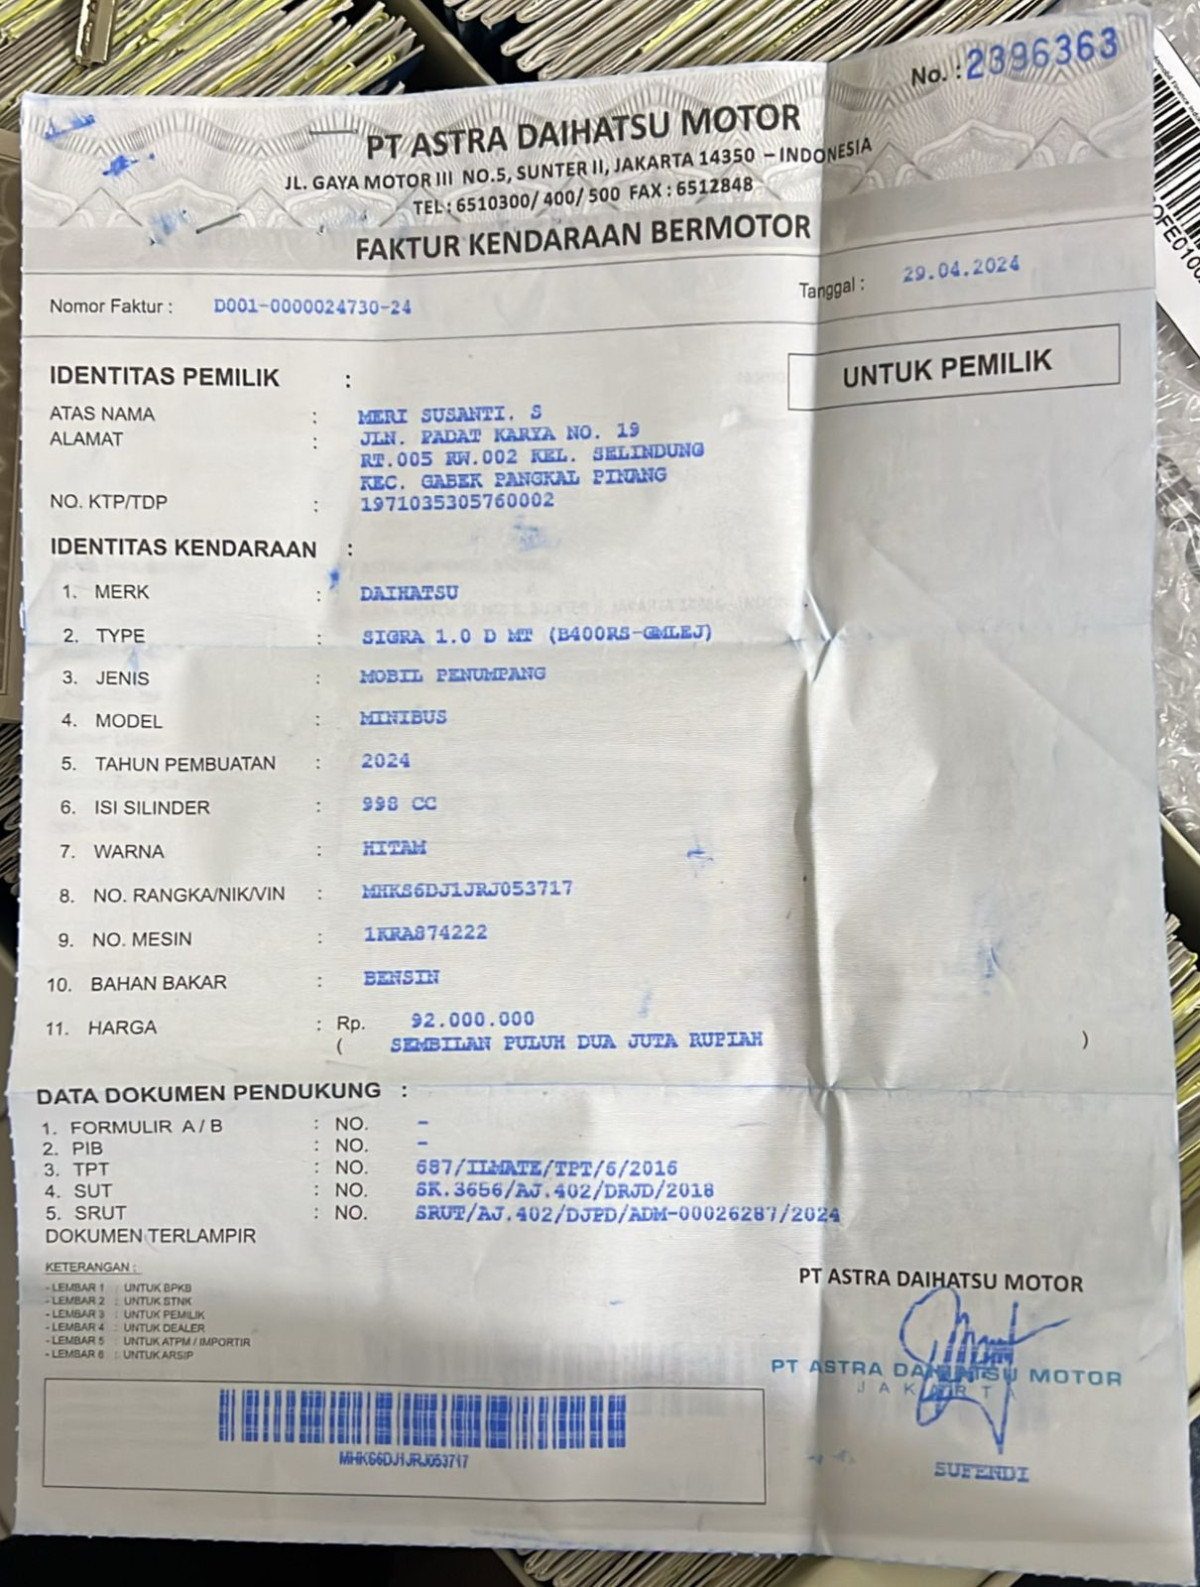 No. : 2396363
PT ASTRA DAIHATSU MOTOR
JL. GAYA MOTOR III NO.5, SUNTER II, JAKARTA 14350 – INDONESIA
TEL : 6510300/ 400/ 500 FAX : 6512848
FAKTUR KENDARAAN BERMOTOR
Nomor Faktur : D001-0000024730-24 Tanggal : 29.04.2024
UNTUK PEMILIK
IDENTITAS PEMILIK :
ATAS NAMA : MERI SUSANTI. S
ALAMAT : JLN. PADAT KARYA NO. 19
RT.005 RW.002 KEL. SELINDUNG
KEC. GABEK PANGKAL PINANG
NO. KTP/TDP : 1971035305760002
IDENTITAS KENDARAAN :
1. MERK : DAIHATSU
2. TYPE : SIGRA 1.0 D MT (B400RS-GMLEJ)
3. JENIS : MOBIL PENUMPANG
4. MODEL : MINIBUS
5. TAHUN PEMBUATAN : 2024
6. ISI SILINDER : 998 CC
7. WARNA : HITAM
8. NO. RANGKA/NIK/VIN : MHKS6DJ1JRJ053717
9. NO. MESIN : 1KRA874222
10. BAHAN BAKAR : BENSIN
11. HARGA : Rp. 92.000.000
( SEMBILAN PULUH DUA JUTA RUPIAH )
DATA DOKUMEN PENDUKUNG :
1. FORMULIR A / B : NO. -
2. PIB : NO. -
3. TPT : NO. 687/ILMATE/TPT/6/2016
4. SUT : NO. SK.3656/AJ.402/DRJD/2018
5. SRUT : NO. SRUT/AJ.402/DJPD/ADM-00026287/2024
DOKUMEN TERLAMPIR
KETERANGAN :
- LEMBAR 1 : UNTUK BPKB
- LEMBAR 2 : UNTUK STNK
- LEMBAR 3 : UNTUK PEMILIK
- LEMBAR 4 : UNTUK DEALER
- LEMBAR 5 : UNTUK ATPM / IMPORTIR
- LEMBAR 6 : UNTUK ARSIP
PT ASTRA DAIHATSU MOTOR
PT ASTRA DAIHATSU MOTOR
JAKARTA
SUFENDI
MHKS6DJ1JRJ053717